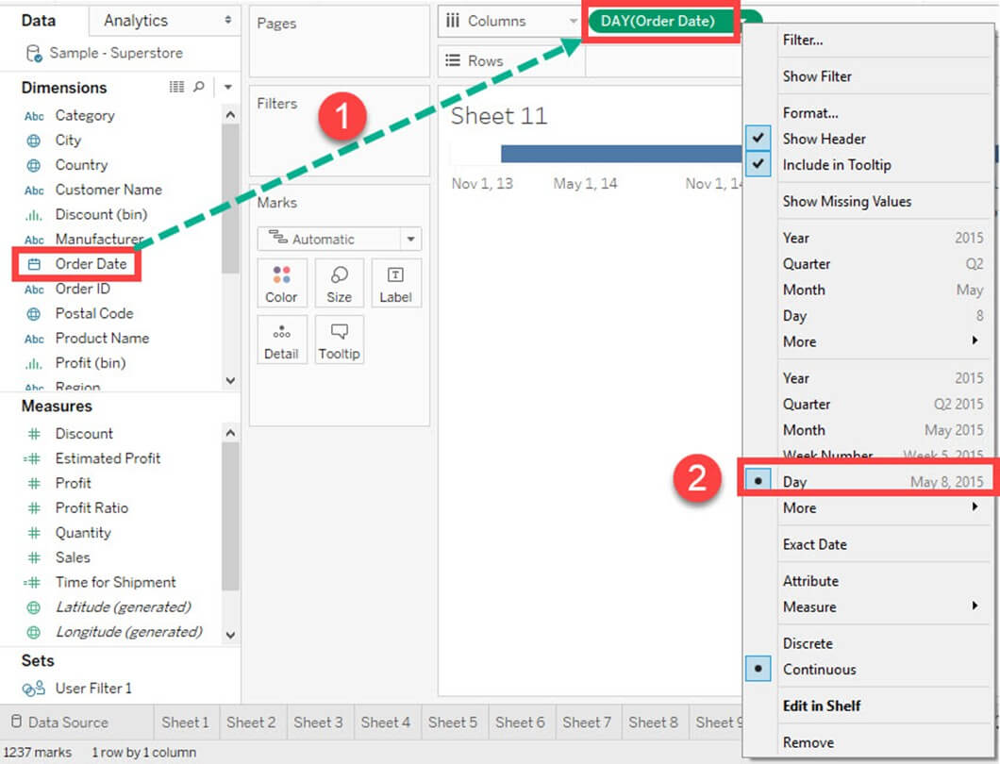 Data
Analytics
Sample - Superstore
Dimensions
Abc Category
City
Country
Abc Customer Name
Discount (bin)
Abc Manufacturer
Order Date
Abc Order ID
Postal Code
Abc Product Name
Profit (bin)
Abc Region
Measures
# Discount
=# Estimated Profit
# Profit
# Profit Ratio
# Quantity
# Sales
=# Time for Shipment
Latitude (generated)
Longitude (generated)
Sets
User Filter 1
Pages
Filters
1
Marks
Automatic
Color
Size
T
Label
Detail
Tooltip
Columns
DAY(Order Date)
Rows
Sheet 11
Nov 1, 13
May 1, 14
Nov 1, 14
2
Filter...
Show Filter
Format...
Show Header
Include in Tooltip
Show Missing Values
Year 2015
Quarter Q2
Month May
Day 8
More
Year 2015
Quarter Q2 2015
Month May 2015
Week Number Week 5, 2015
Day May 8, 2015
More
Exact Date
Attribute
Measure
Discrete
Continuous
Edit in Shelf
Remove
Data Source
Sheet 1
Sheet 2
Sheet 3
Sheet 4
Sheet 5
Sheet 6
Sheet 7
Sheet 8
Sheet 9
1237 marks
1 row by 1 column